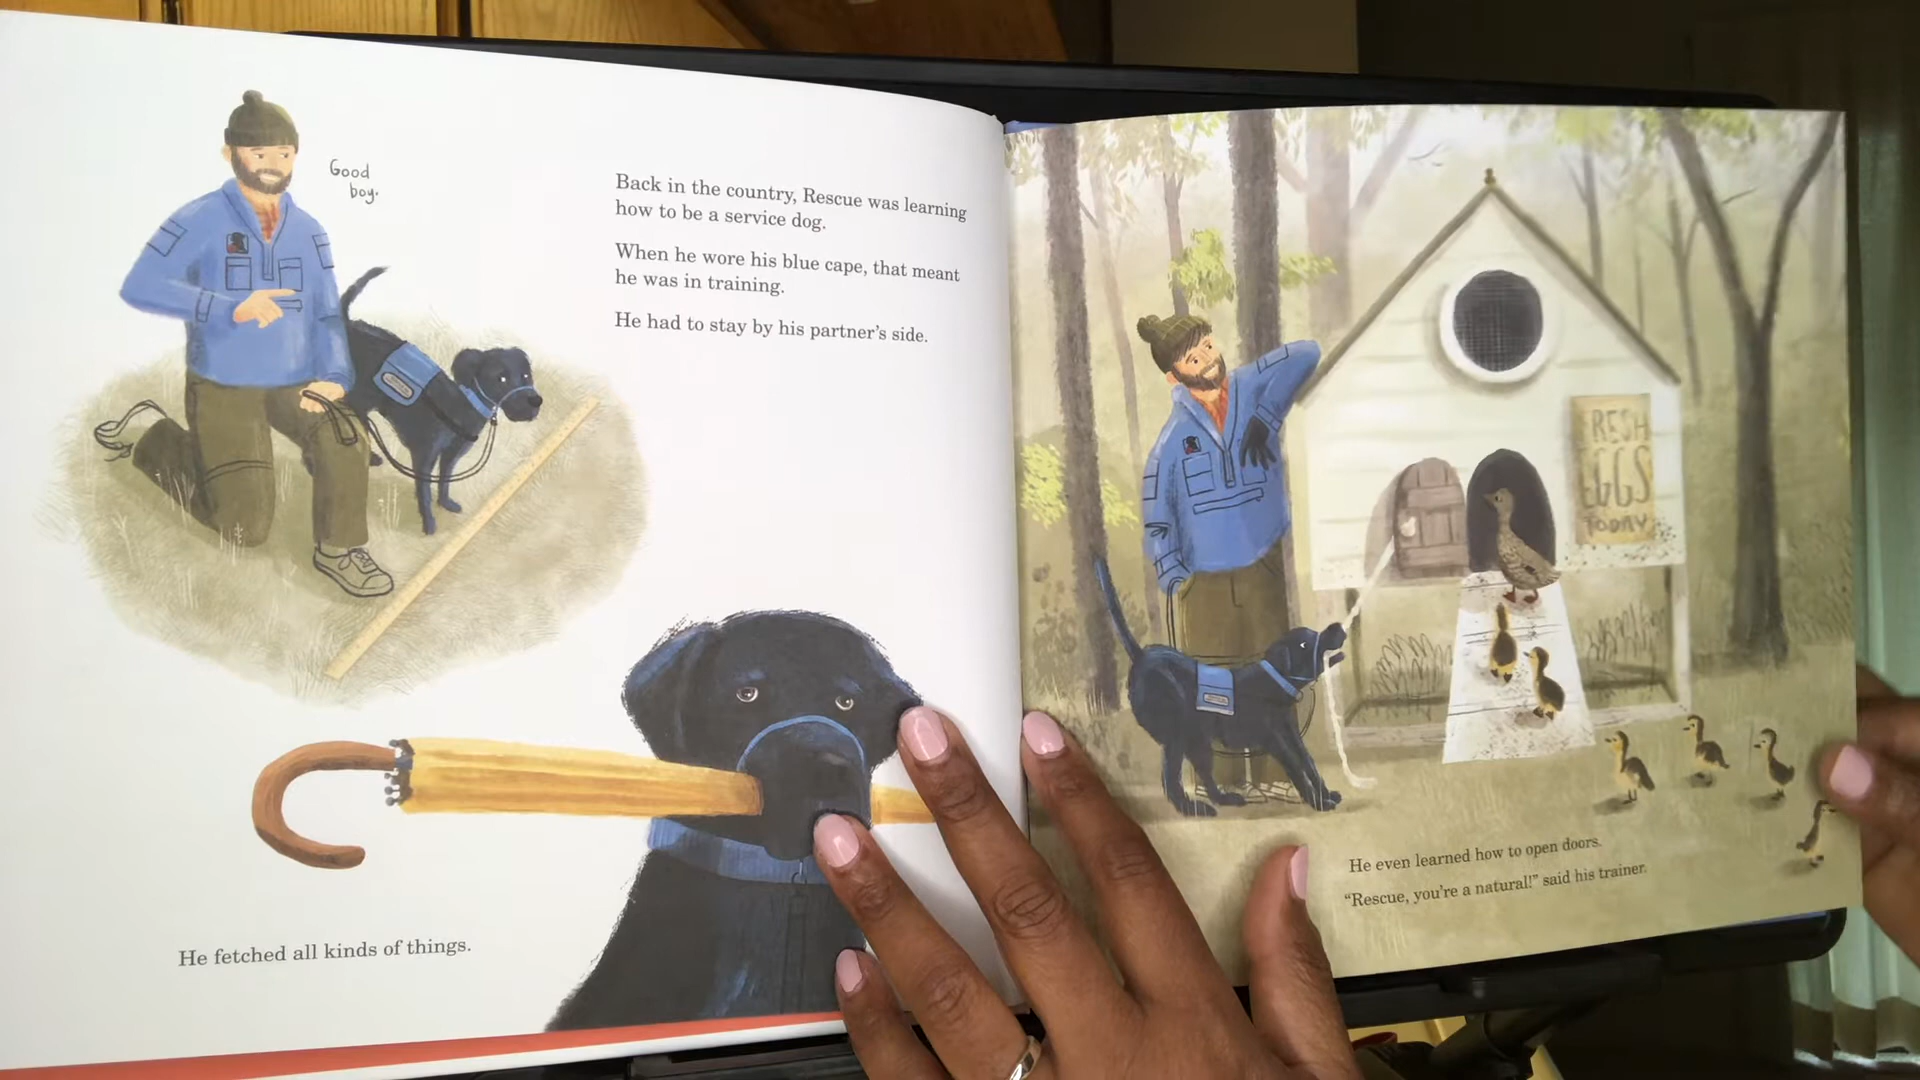 Good
boy.
Back in the country, Rescue was learning
how to be a service dog.
When he wore his blue cape, that meant
he was in training.
He had to stay by his partner's side.
He fetched all kinds of things.
FRESH
EGGS
TODAY
He even learned how to open doors.
"Rescue, you're a natural!" said his trainer.